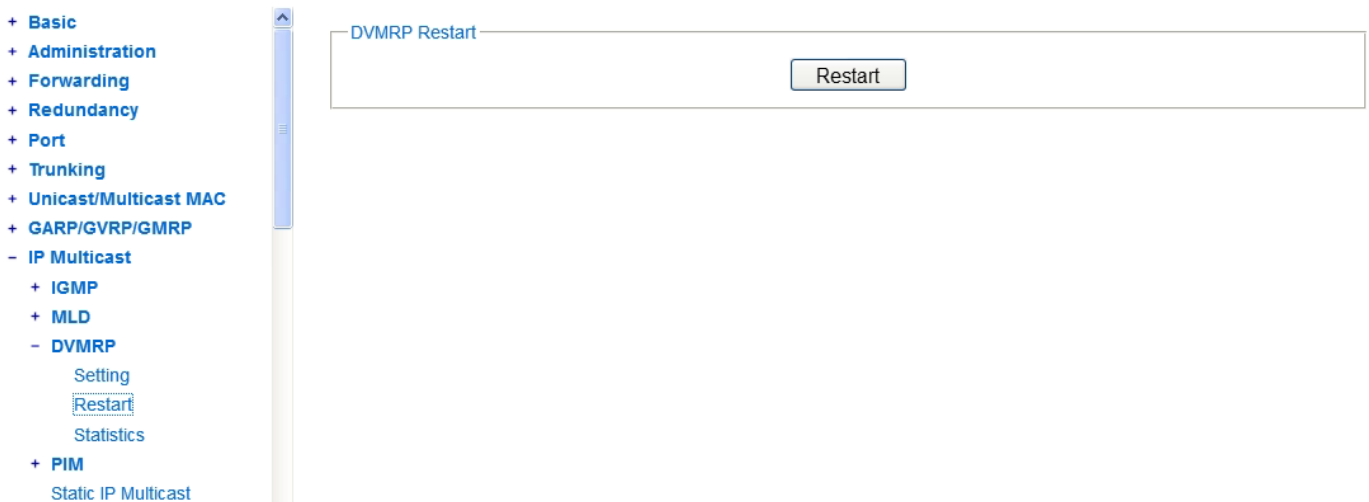 + Basic
+ Administration
+ Forwarding
+ Redundancy
+ Port
+ Trunking
+ Unicast/Multicast MAC
+ GARP/GVRP/GMRP
- IP Multicast
+ IGMP
+ MLD
- DVMRP
Setting
Restart
Statistics
+ PIM
Static IP Multicast
DVMRP Restart
Restart